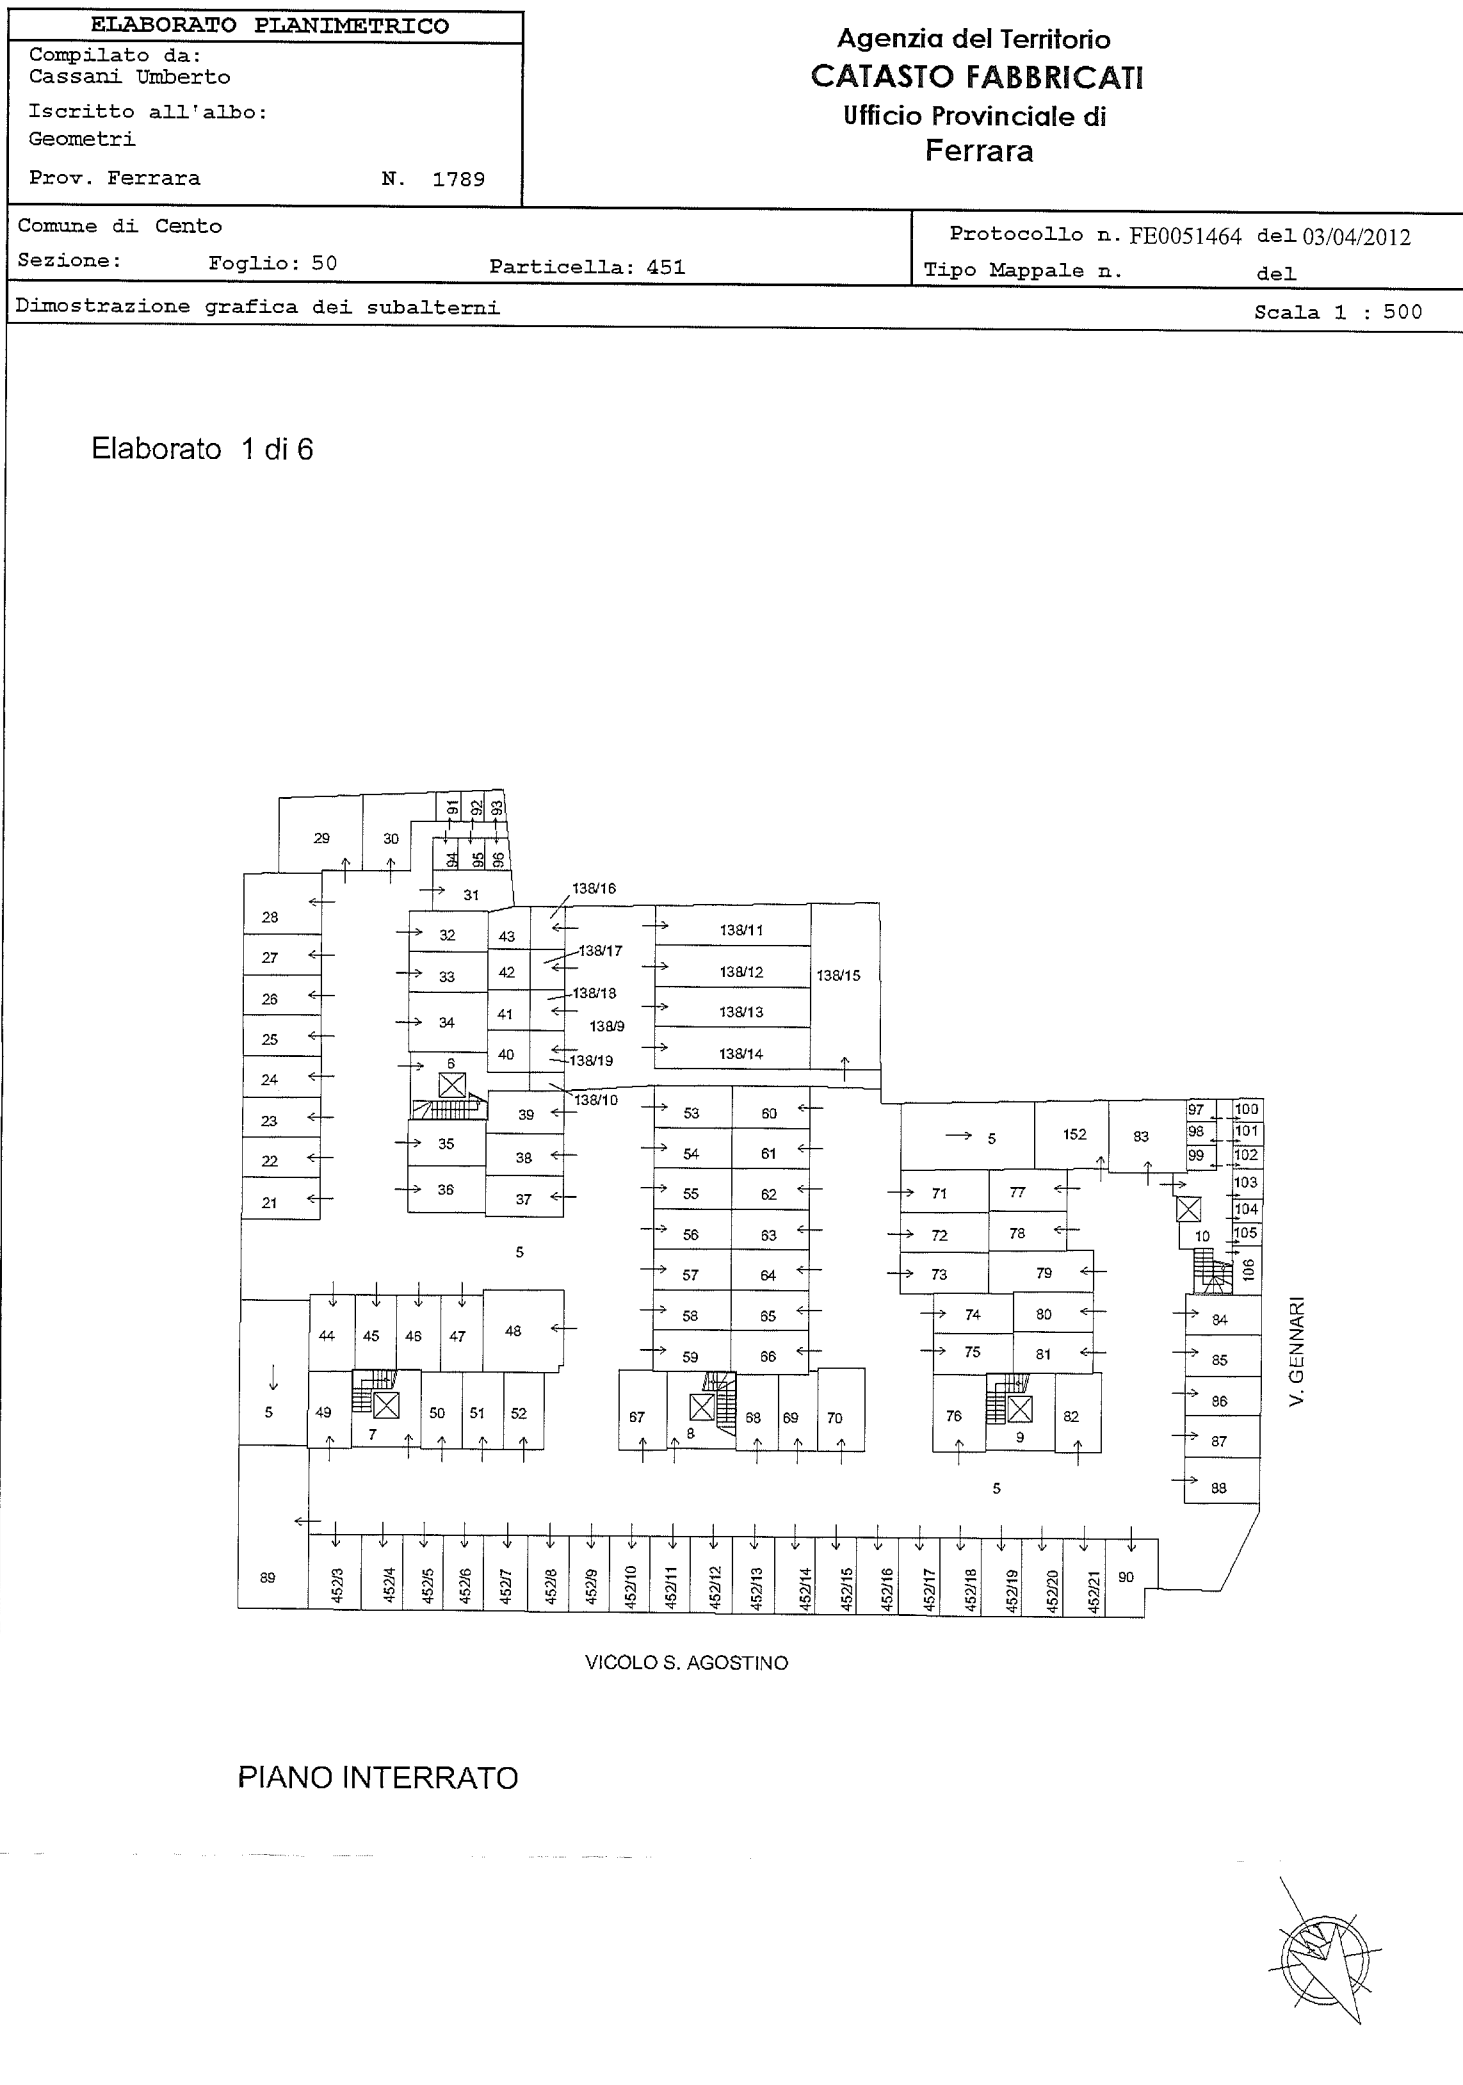 ELABORATO PLANIMETRICO
Compilato da:
Cassani Umberto
Iscritto all'albo:
Geometri
Prov. Ferrara N. 1789
Agenzia del Territorio
CATASTO FABBRICATI
Ufficio Provinciale di
Ferrara
Comune di Cento
Sezione: Foglio: 50 Particella: 451
Protocollo n. FE0051464 del 03/04/2012
Tipo Mappale n. del
Dimostrazione grafica dei subalterni
Scala 1 : 500
Elaborato 1 di 6
91 92 93
29 30
94 95 96
31
138/16
28
32 43 138/11
138/17
27
33 42 138/12 138/15
26
138/18
34 41 138/13
25
138/9
40 138/14
6
138/19
24
138/10
39 53 60
23
97 100
35
98 101
5 152 83
22 38 54 61
99 102
36 37 55 62
21
71 77
103
104
56 63
72 78
105
10
5
57 64
73 79
106
58 65
74 80
84
44 45 46 47 48
59 66
75 81
85
V. GENNARI
86
5 49 50 51 52
67 68 69 70
76 82
7 8 9
87
5
88
89 452/3 452/4 452/5 452/6 452/7 452/8 452/9 452/10 452/11 452/12 452/13 452/14 452/15 452/16 452/17 452/18 452/19 452/20 452/21 90
VICOLO S. AGOSTINO
PIANO INTERRATO